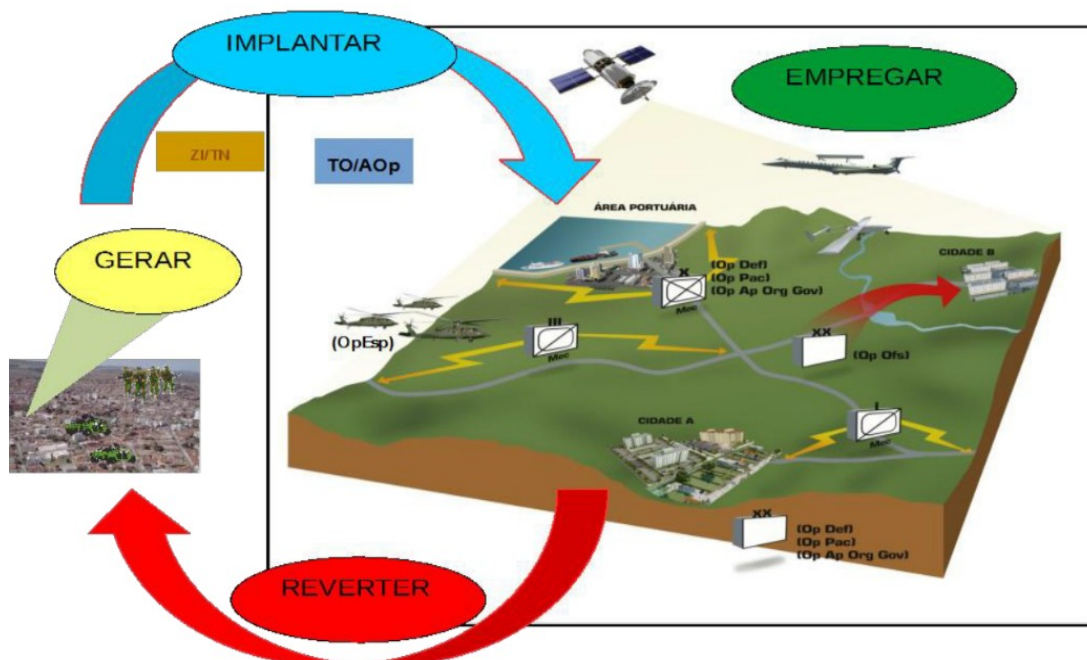 IMPLANTAR
EMPREGAR
ZI/TN
TO/AOp
GERAR
ÁREA PORTUÁRIA
CIDADE B
X
(Op Def)
(Op Pac)
(Op Ap Org Gov)
Mec
(OpEsp)
III
Mec
XX
(Op Ofs)
I
Mec
CIDADE A
XX
(Op Def)
(Op Pac)
(Op Ap Org Gov)
REVERTER